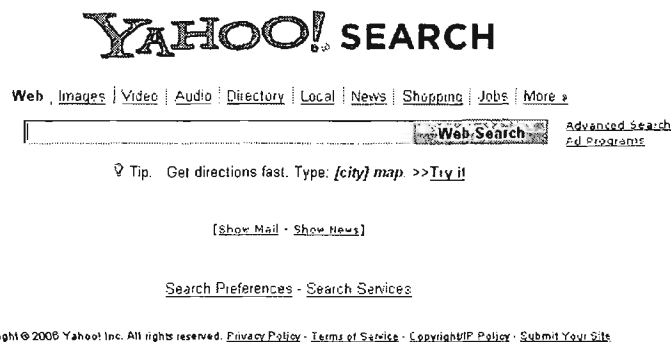 YAHOO! SEARCH
Web Images Video Audio Directory Local News Shopping Jobs More »
Web Search
Advanced Search
Ad Programs
Tip. Get directions fast. Type: [city] map. >>Try it
[Show Mail - Show News]
Search Preferences - Search Services
ght © 2006 Yahoo! Inc. All rights reserved. Privacy Policy - Terms of Service - Copyright/IP Policy - Submit Your Site